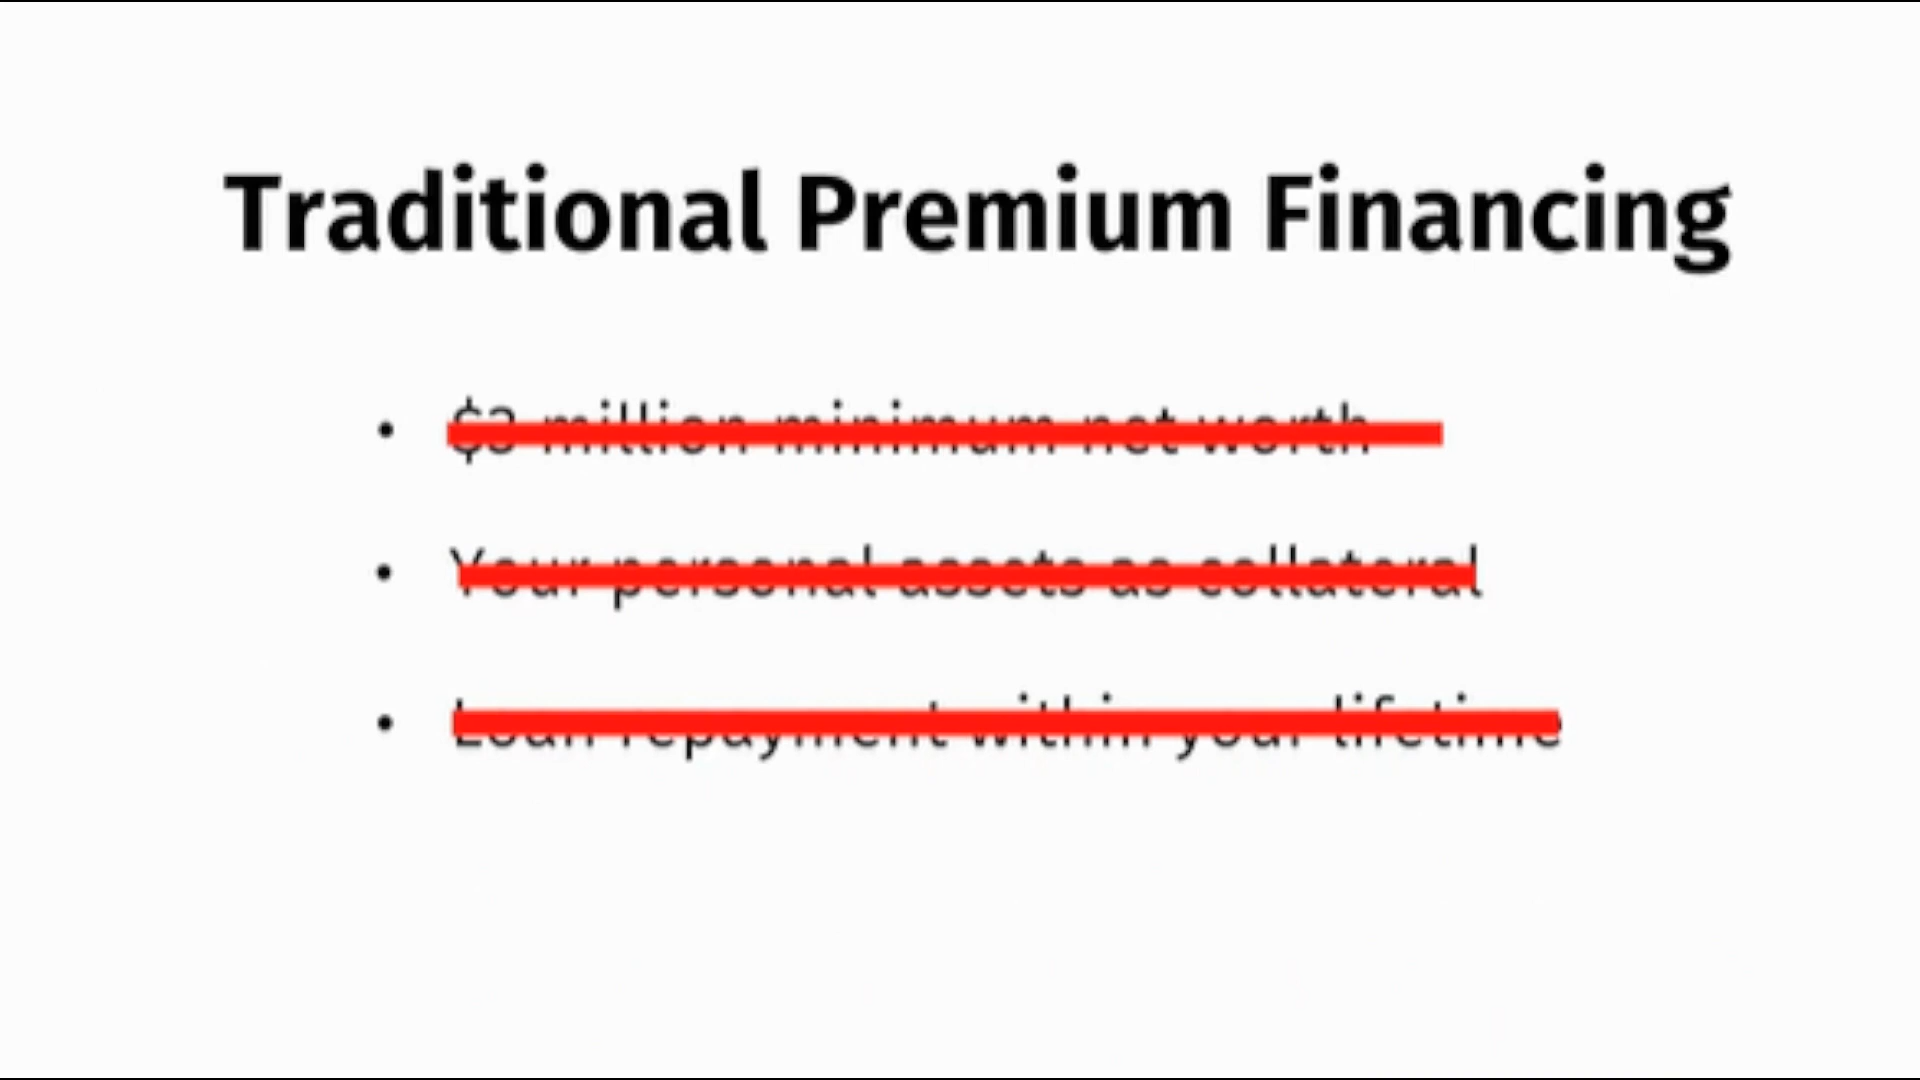 Traditional Premium Financing
• $3 million minimum net worth
• Your personal assets as collateral
• Loan repayment within your lifetime